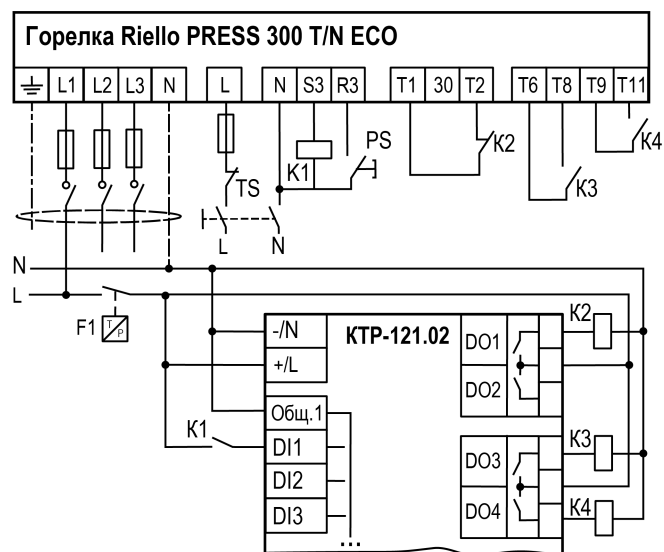 Горелка Riello PRESS 300 T/N ECO
L1 L2 L3 N L N S3 R3 T1 30 T2 T6 T8 T9 T11
PS
K1
K2
K4
TS
K3
L N
N
L
F1
T
P
-/N
КТР-121.02
DO1
K2
+/L
DO2
Общ.1
K1
DI1
DO3
K3
DI2
DI3
DO4
K4
...